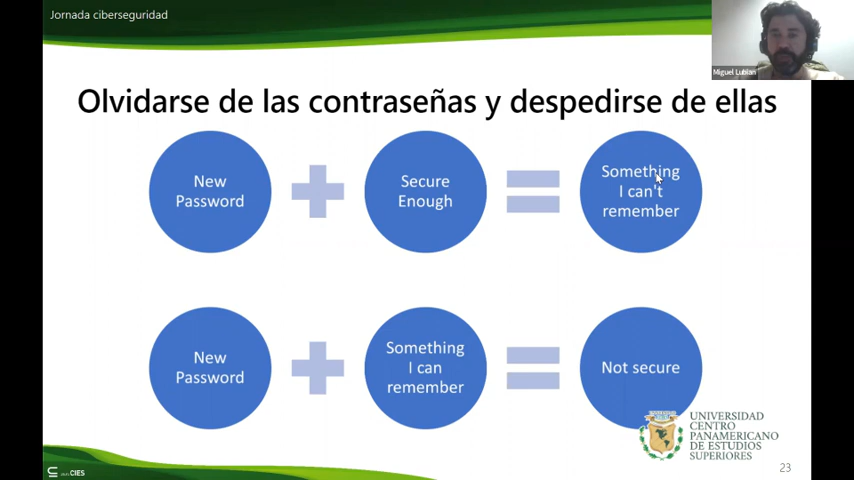 Jornada ciberseguridad
Miguel Lubian
Olvidarse de las contraseñas y despedirse de ellas
New
Password
Secure
Enough
Something
I can't
remember
New
Password
Something
I can
remember
Not secure
UNIVERSIDAD
CENTRO
PANAMERICANO
DE ESTUDIOS
SUPERIORES
CIES
23